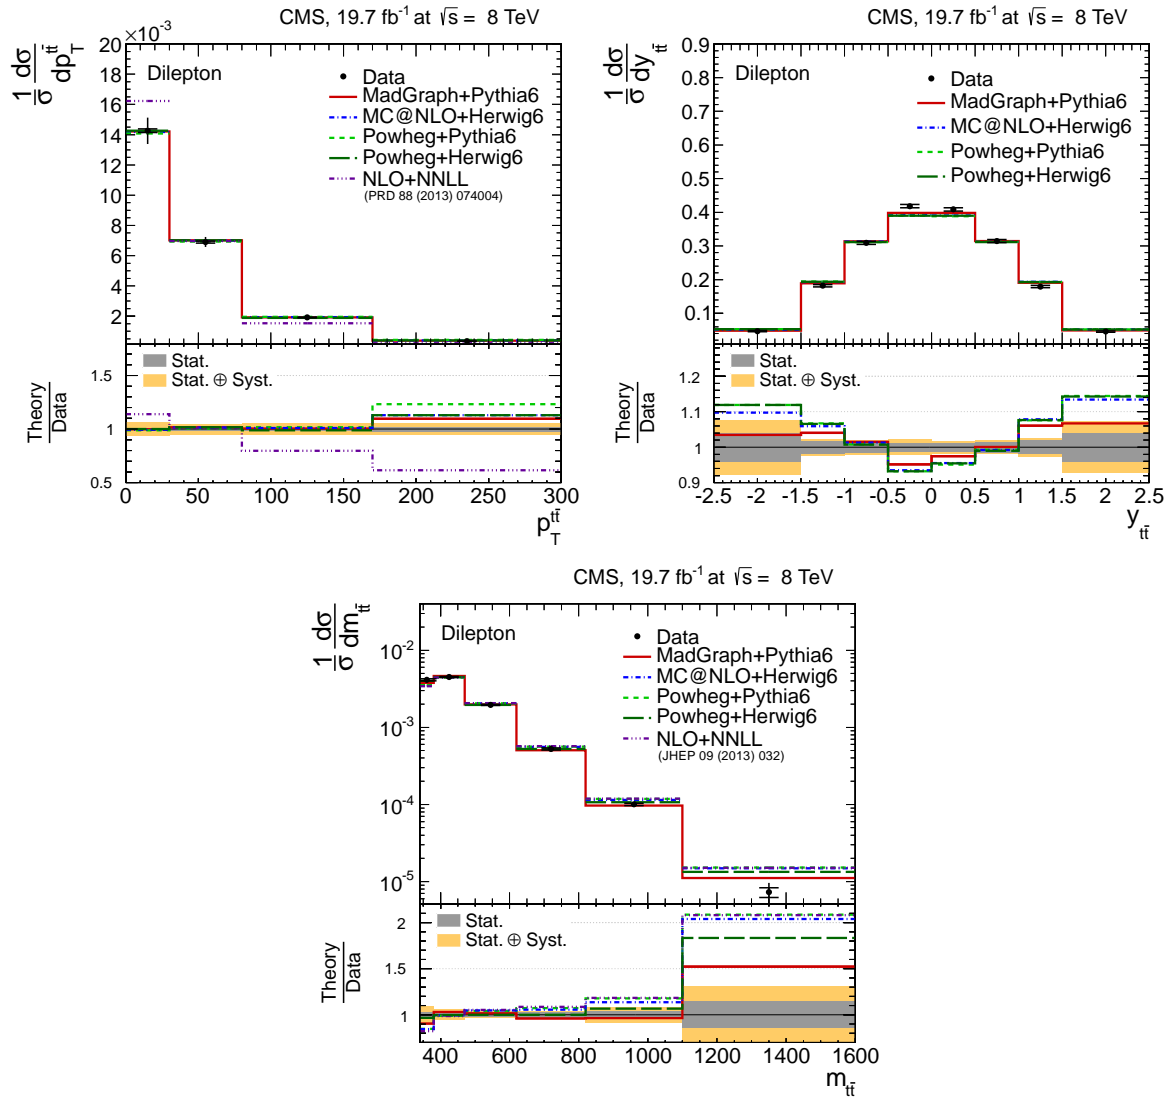 CMS, 19.7 fb⁻¹ at √s = 8 TeV
×10⁻³
1/σ dσ/dp_T^{tt̄}
Dilepton
Data
MadGraph+Pythia6
MC@NLO+Herwig6
Powheg+Pythia6
Powheg+Herwig6
NLO+NNLL
(PRD 88 (2013) 074004)
20
18
16
14
12
10
8
6
4
2
Theory/Data
Stat.
Stat. ⊕ Syst.
1.5
1
0.5
0 50 100 150 200 250 300
p_T^{tt̄}
CMS, 19.7 fb⁻¹ at √s = 8 TeV
1/σ dσ/dy_{tt̄}
Dilepton
Data
MadGraph+Pythia6
MC@NLO+Herwig6
Powheg+Pythia6
Powheg+Herwig6
0.9
0.8
0.7
0.6
0.5
0.4
0.3
0.2
0.1
Theory/Data
Stat.
Stat. ⊕ Syst.
1.2
1.1
1.0
0.9
-2.5 -2 -1.5 -1 -0.5 0 0.5 1 1.5 2 2.5
y_{tt̄}
CMS, 19.7 fb⁻¹ at √s = 8 TeV
1/σ dσ/dm_{tt̄}
Dilepton
Data
MadGraph+Pythia6
MC@NLO+Herwig6
Powheg+Pythia6
Powheg+Herwig6
NLO+NNLL
(JHEP 09 (2013) 032)
10⁻²
10⁻³
10⁻⁴
10⁻⁵
Theory/Data
Stat.
Stat. ⊕ Syst.
2
1.5
1
400 600 800 1000 1200 1400 1600
m_{tt̄}